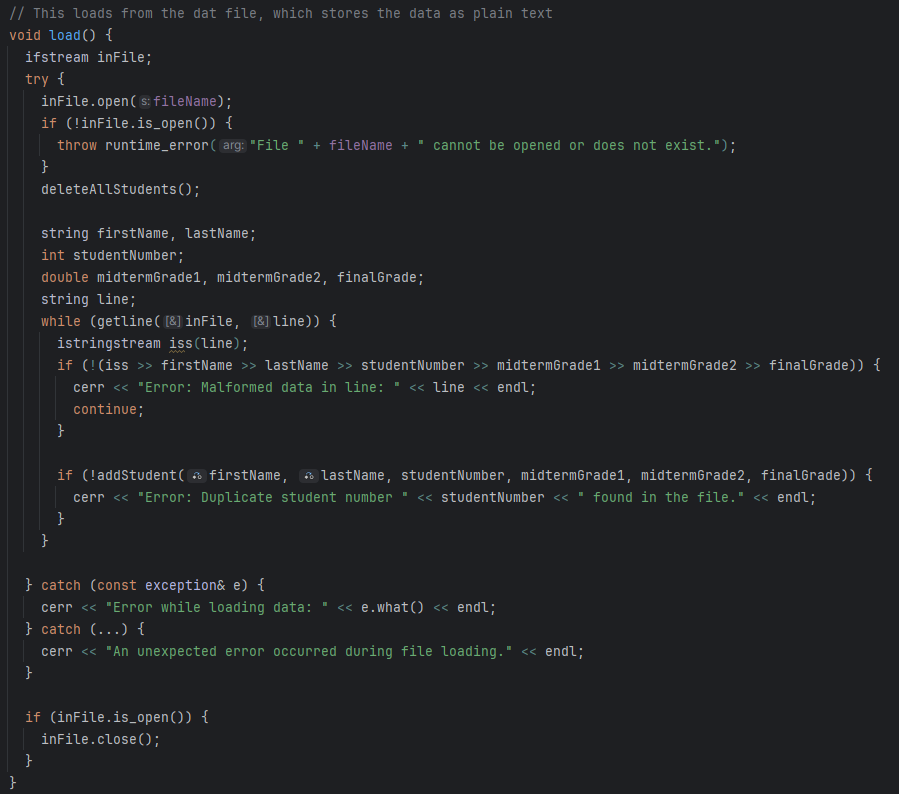 // This loads from the dat file, which stores the data as plain text
void load() {
ifstream inFile;
try {
inFile.open( s: fileName);
if (!inFile.is_open()) {
throw runtime_error( arg: "File " + fileName + " cannot be opened or does not exist.");
}
deleteAllStudents();
string firstName, lastName;
int studentNumber;
double midtermGrade1, midtermGrade2, finalGrade;
string line;
while (getline( [&] inFile, [&] line)) {
istringstream iss(line);
if (!(iss >> firstName >> lastName >> studentNumber >> midtermGrade1 >> midtermGrade2 >> finalGrade)) {
cerr << "Error: Malformed data in line: " << line << endl;
continue;
}
if (!addStudent( firstName, lastName, studentNumber, midtermGrade1, midtermGrade2, finalGrade)) {
cerr << "Error: Duplicate student number " << studentNumber << " found in the file." << endl;
}
}
} catch (const exception& e) {
cerr << "Error while loading data: " << e.what() << endl;
} catch (...) {
cerr << "An unexpected error occurred during file loading." << endl;
}
if (inFile.is_open()) {
inFile.close();
}
}